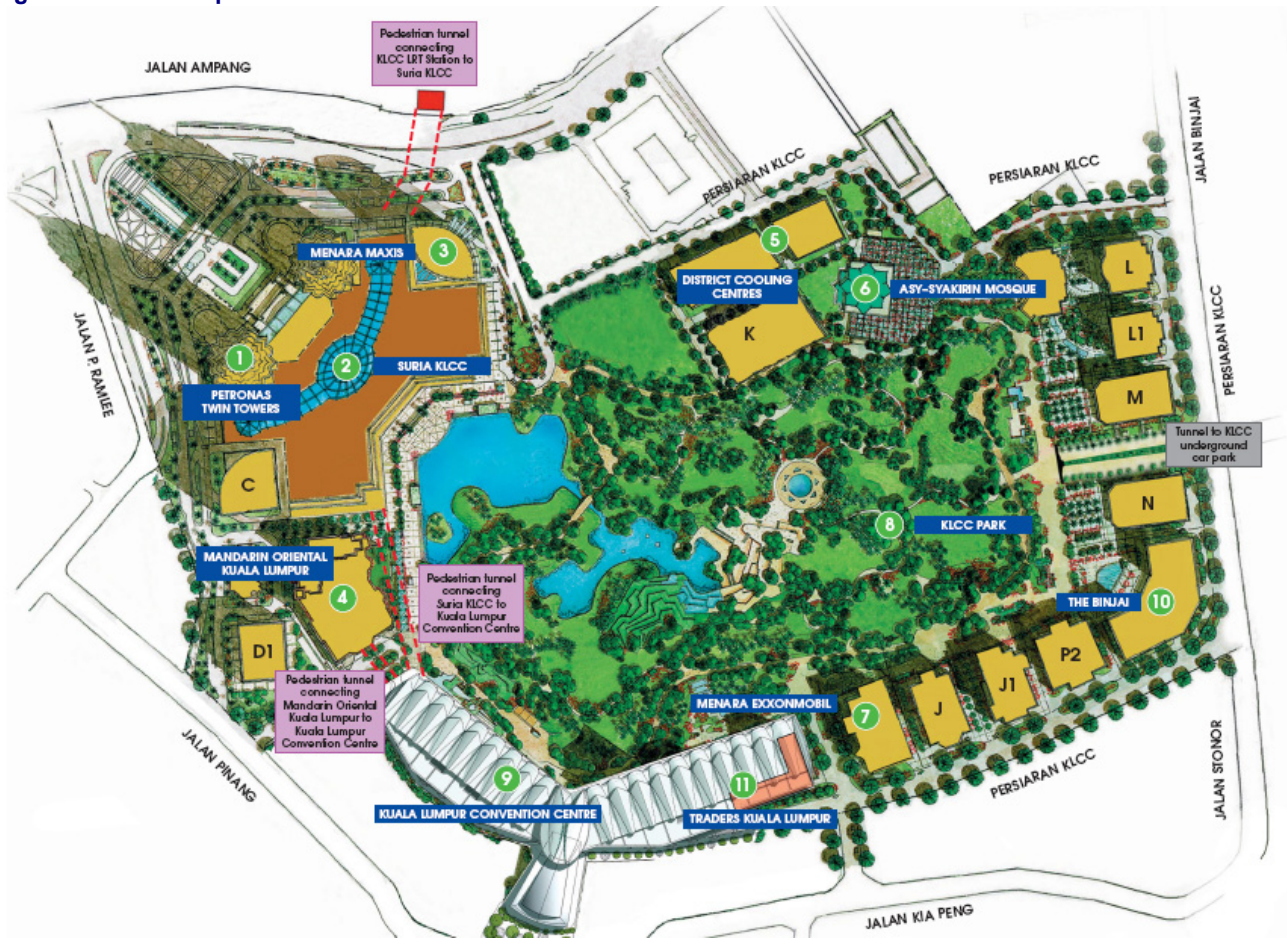 Pedestrian tunnel
connecting
KLCC LRT Station to
Suria KLCC
JALAN AMPANG
JALAN BINJAI
PERSIARAN KLCC
PERSIARAN KLCC
MENARA MAXIS
3
5
DISTRICT COOLING
CENTRES
6
ASY-SYAKIRIN MOSQUE
L
L1
K
JALAN P. RAMLEE
1
2
SURIA KLCC
PETRONAS
TWIN TOWERS
M
PERSIARAN KLCC
Tunnel to KLCC
underground
car park
C
N
8
KLCC PARK
MANDARIN ORIENTAL
KUALA LUMPUR
4
Pedestrian tunnel
connecting
Suria KLCC to
Kuala Lumpur
Convention Centre
THE BINJAI
10
D1
P2
J1
J
7
Pedestrian tunnel
connecting
Mandarin Oriental
Kuala Lumpur to
Kuala Lumpur
Convention Centre
MENARA EXXONMOBIL
JALAN PINANG
9
11
KUALA LUMPUR CONVENTION CENTRE
TRADERS KUALA LUMPUR
PERSIARAN KLCC
JALAN STONOR
JALAN KIA PENG